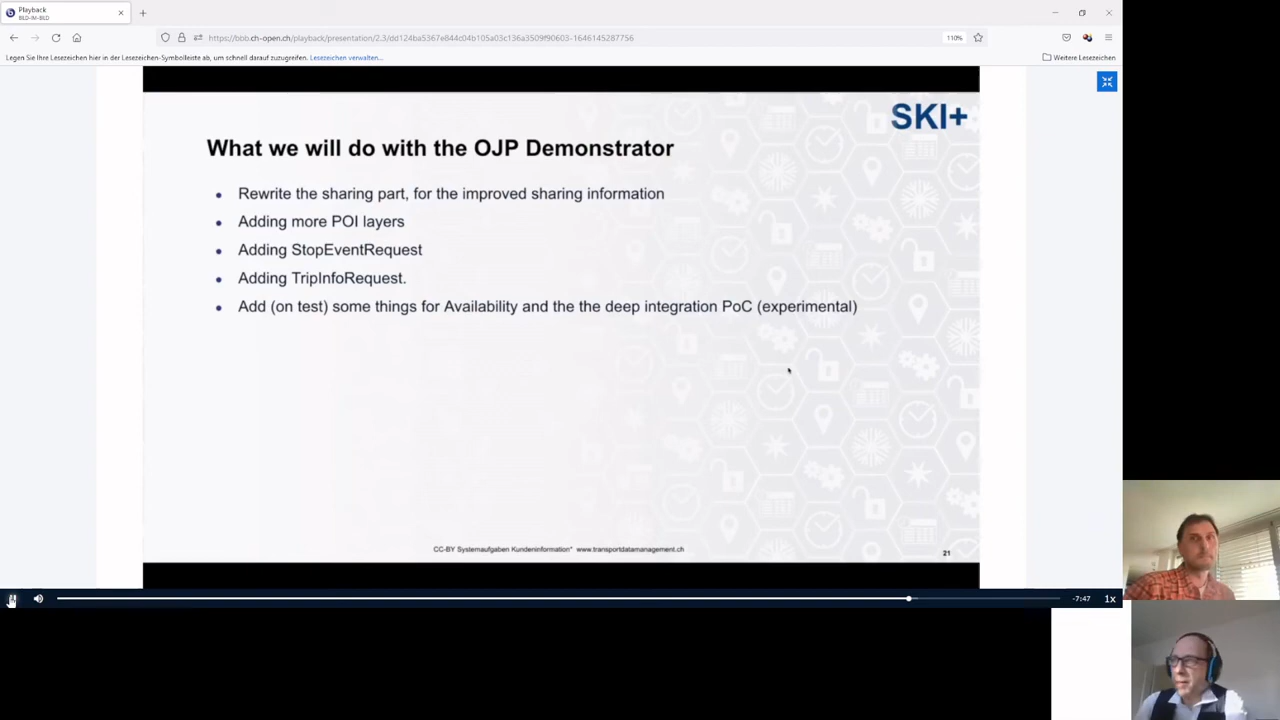 Playback
BILD-IM-BILD
https://bbb.ch-open.ch/playback/presentation/2.3/dd124ba5367e844c04b105a03c136a3509f90603-1646145287756
110%
Legen Sie Ihre Lesezeichen hier in der Lesezeichen-Symbolleiste ab, um schnell darauf zuzugreifen. Lesezeichen verwalten...
Weitere Lesezeichen
SKI+
What we will do with the OJP Demonstrator
• Rewrite the sharing part, for the improved sharing information
• Adding more POI layers
• Adding StopEventRequest
• Adding TripInfoRequest.
• Add (on test) some things for Availability and the the deep integration PoC (experimental)
CC-BY Systemaufgaben Kundeninformation+ www.transportdatamanagement.ch
21
-7:47
1x